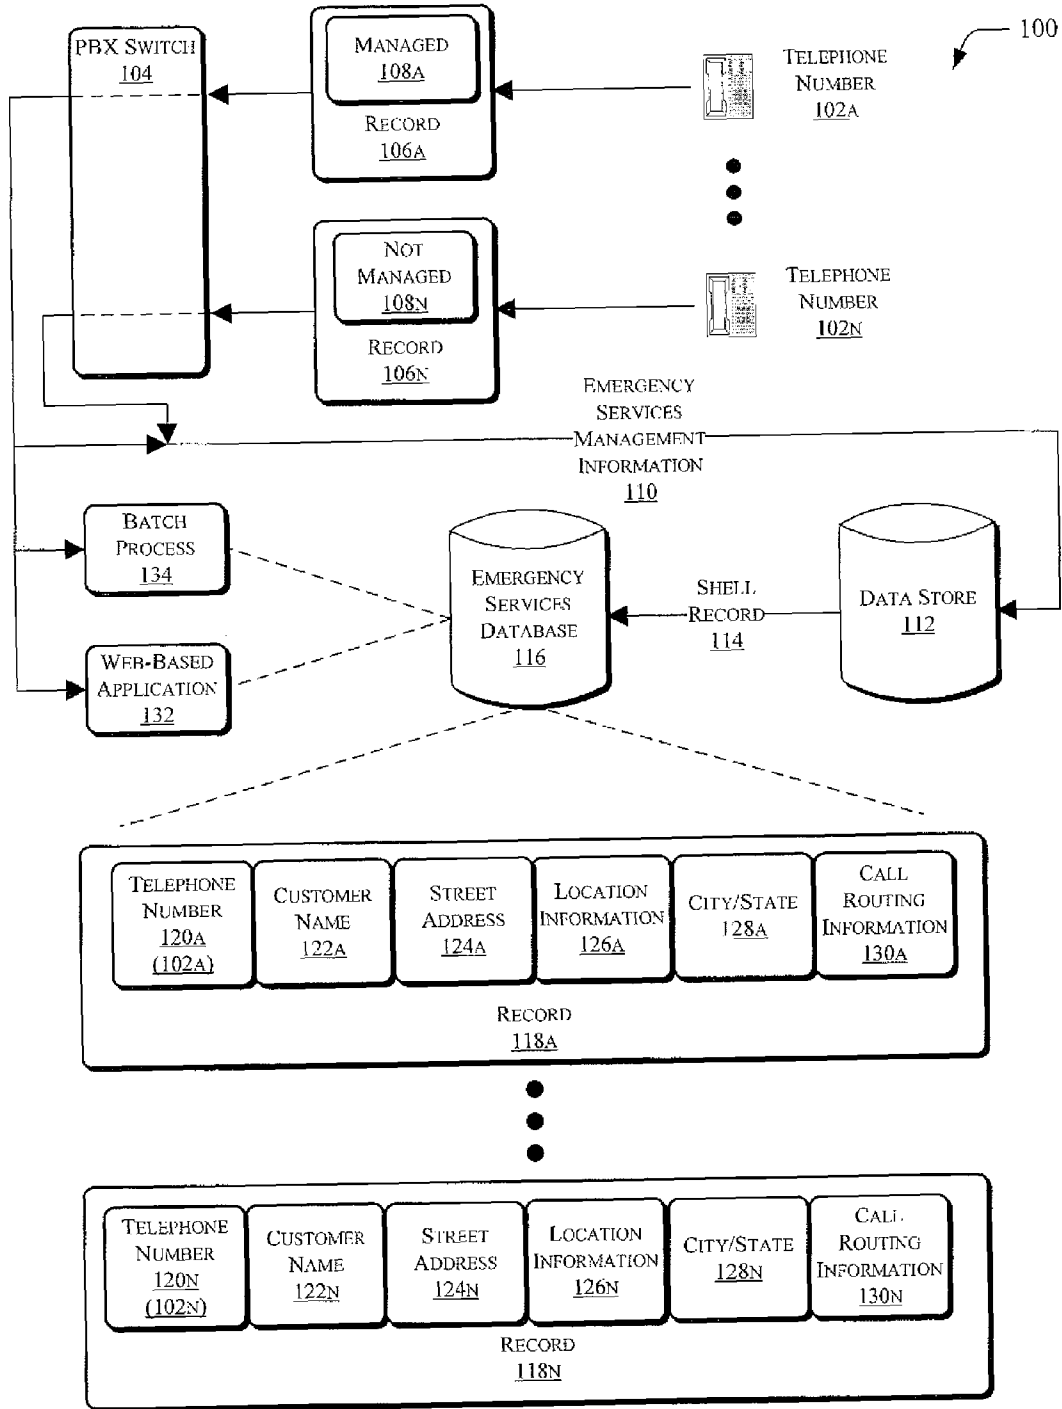 100
PBX SWITCH
104
MANAGED
108A
RECORD
106A
TELEPHONE
NUMBER
102A
NOT
MANAGED
108N
RECORD
106N
TELEPHONE
NUMBER
102N
EMERGENCY
SERVICES
MANAGEMENT
INFORMATION
110
BATCH
PROCESS
134
WEB-BASED
APPLICATION
132
EMERGENCY
SERVICES
DATABASE
116
SHELL
RECORD
114
DATA STORE
112
TELEPHONE
NUMBER
120A
(102A)
CUSTOMER
NAME
122A
STREET
ADDRESS
124A
LOCATION
INFORMATION
126A
CITY/STATE
128A
CALL
ROUTING
INFORMATION
130A
RECORD
118A
TELEPHONE
NUMBER
120N
(102N)
CUSTOMER
NAME
122N
STREET
ADDRESS
124N
LOCATION
INFORMATION
126N
CITY/STATE
128N
CALL
ROUTING
INFORMATION
130N
RECORD
118N